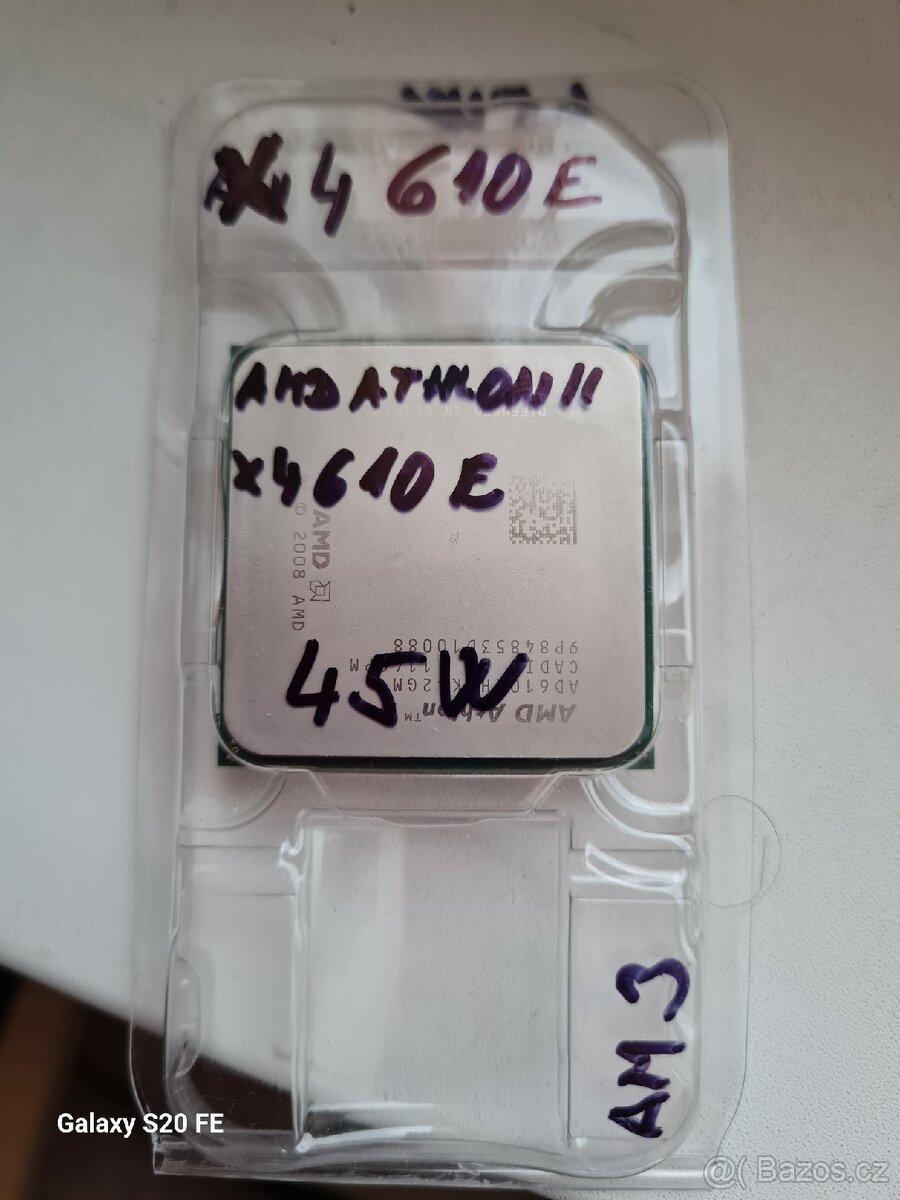 X4 610E
AMD ATHLON II
X4 610E
AMD
© 2008 AMD
45W
9P84853D10088
AMD Athlon™
AM3
Galaxy S20 FE
@( Bazos.cz